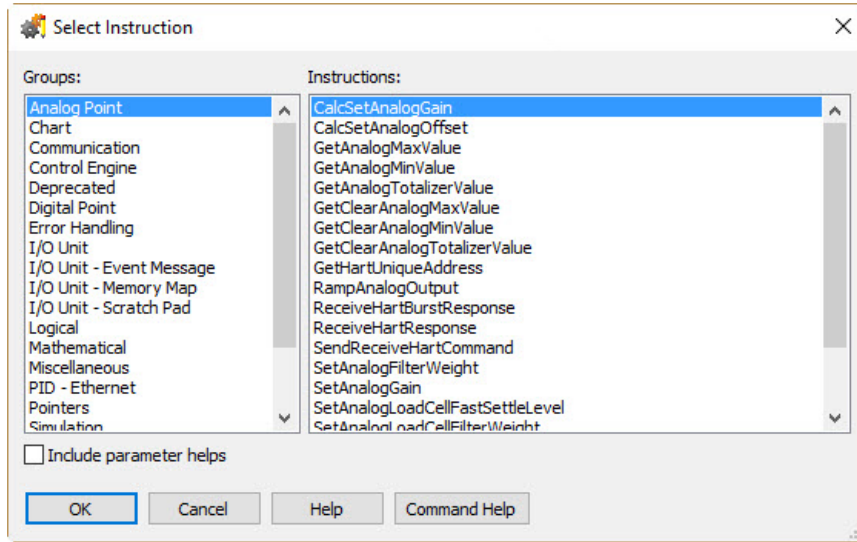 Select Instruction
Groups:
Analog Point
Chart
Communication
Control Engine
Deprecated
Digital Point
Error Handling
I/O Unit
I/O Unit - Event Message
I/O Unit - Memory Map
I/O Unit - Scratch Pad
Logical
Mathematical
Miscellaneous
PID - Ethernet
Pointers
Simulation
Instructions:
CalcSetAnalogGain
CalcSetAnalogOffset
GetAnalogMaxValue
GetAnalogMinValue
GetAnalogTotalizerValue
GetClearAnalogMaxValue
GetClearAnalogMinValue
GetClearAnalogTotalizerValue
GetHartUniqueAddress
RampAnalogOutput
ReceiveHartBurstResponse
ReceiveHartResponse
SendReceiveHartCommand
SetAnalogFilterWeight
SetAnalogGain
SetAnalogLoadCellFastSettleLevel
SetAnalogLoadCellFilterWeight
Include parameter helps
OK Cancel Help Command Help